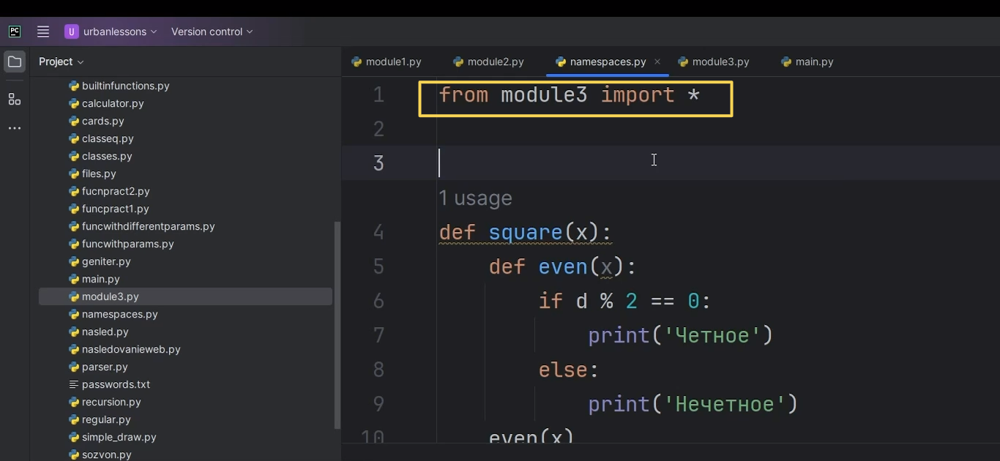 PC
U urbanlessons Version control
Project
builtinfunctions.py
calculator.py
cards.py
classeq.py
classes.py
files.py
fucnpract2.py
funcpract1.py
funcwithdifferentparams.py
funcwithparams.py
geniter.py
main.py
module3.py
namespaces.py
nasled.py
nasledovanieweb.py
parser.py
passwords.txt
recursion.py
regular.py
simple_draw.py
sozvon.py
module1.py module2.py namespaces.py module3.py main.py
1 from module3 import *
2
3
1 usage
4 def square(x):
5 def even(x):
6 if d % 2 == 0:
7 print('Четное')
8 else:
9 print('Нечетное')
10 even(x)